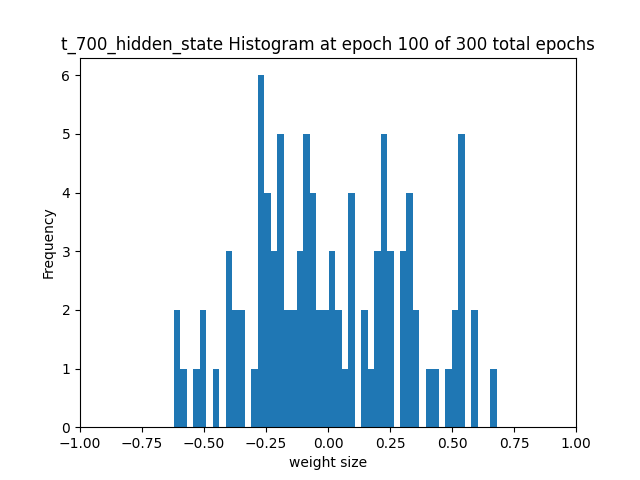 t_700_hidden_state Histogram at epoch 100 of 300 total epochs
6
5
4
3
2
1
0
Frequency
−1.00 −0.75 −0.50 −0.25 0.00 0.25 0.50 0.75 1.00
weight size